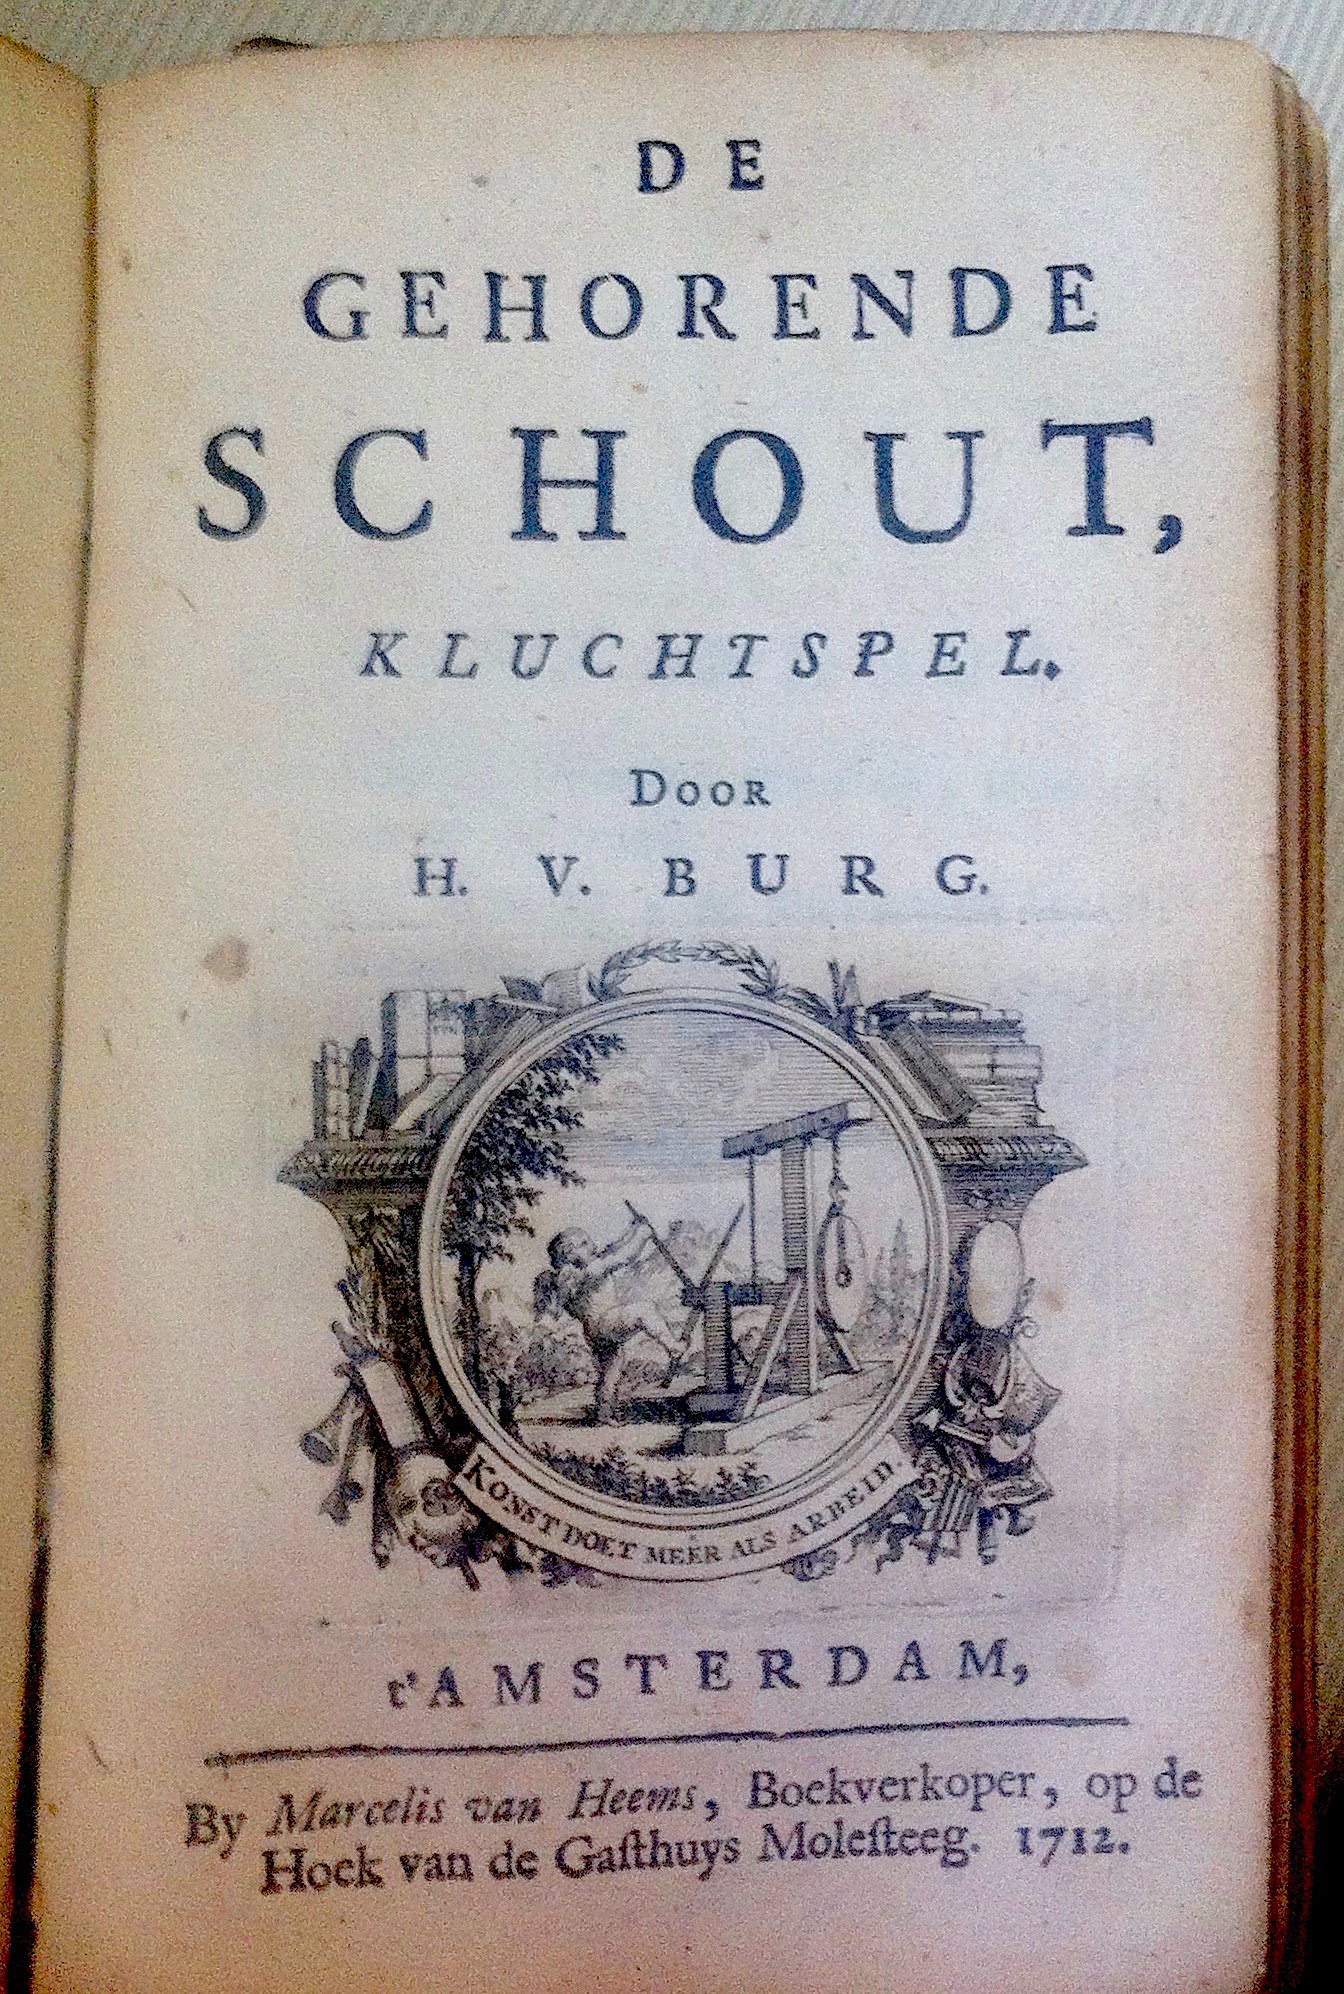 DE
GEHORENDE
SCHOUT,
KLUCHTSPEL.
DOOR
H. V. BURG.
KONST DOET MEER ALS ARBEID.
t'AMSTERDAM,
By Marcelis van Heems, Boekverkoper, op de
Hoek van de Gaſthuys Moleſteeg. 1712.